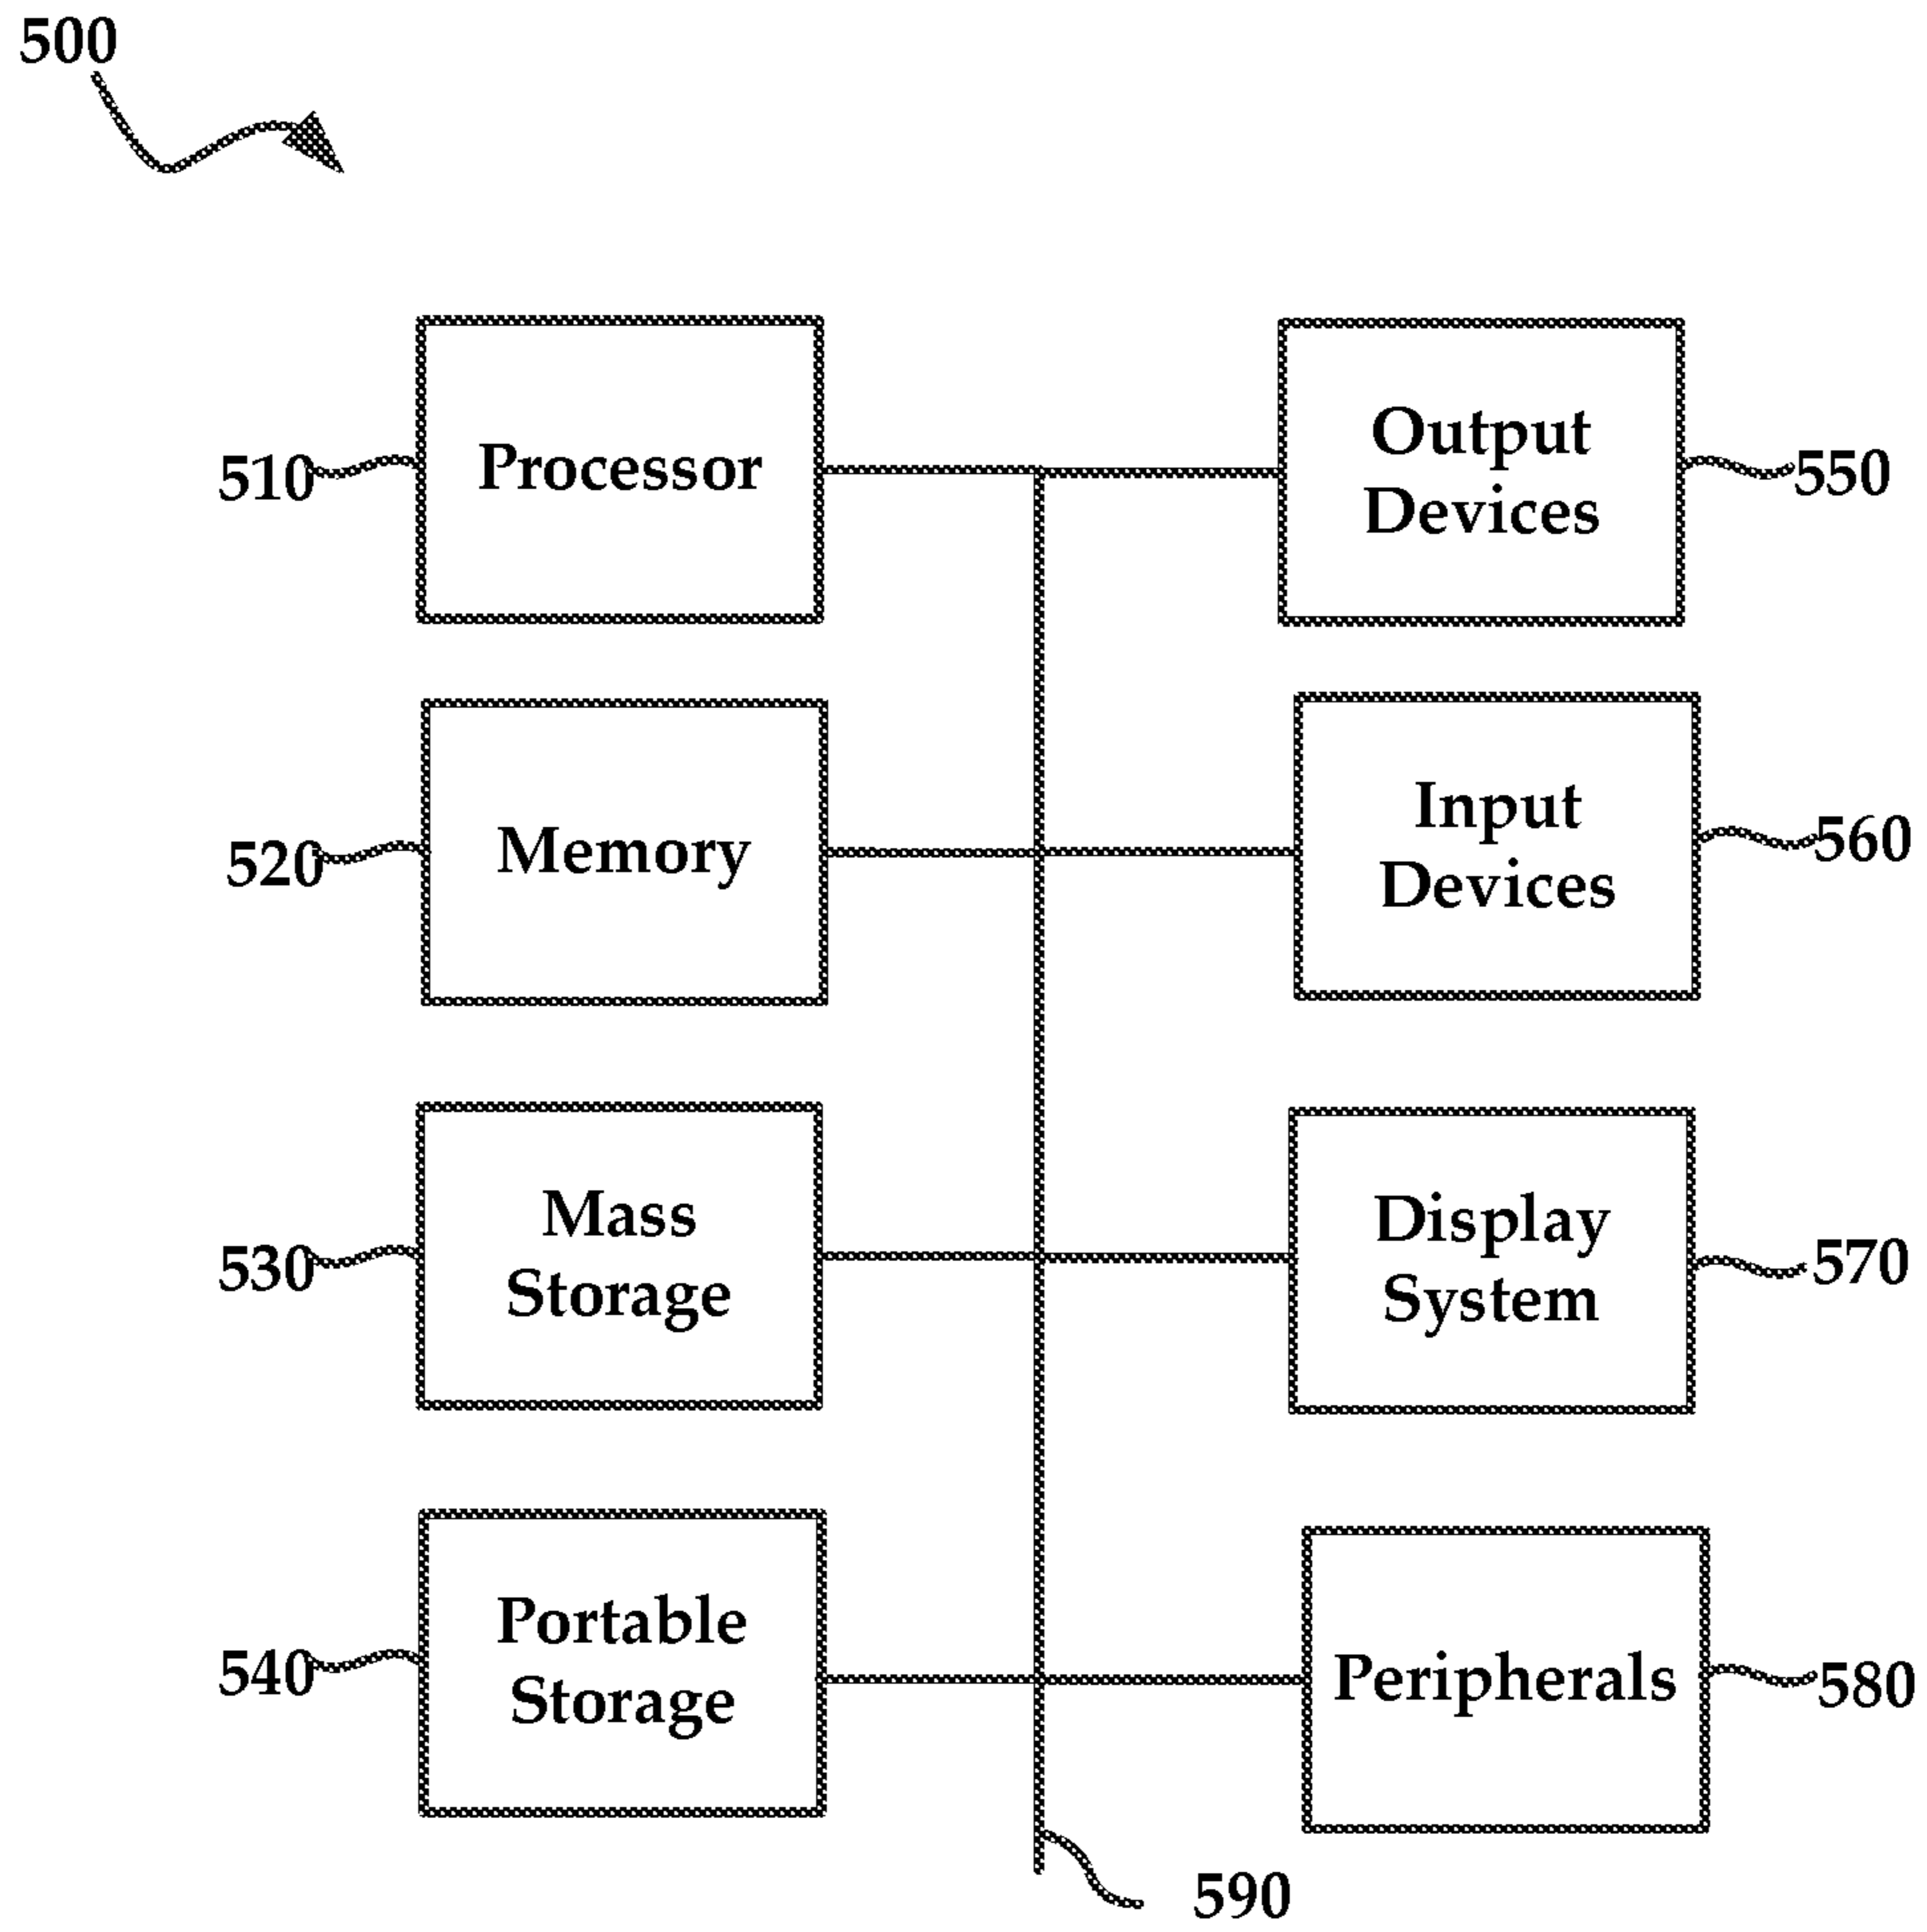 500
510
Processor
Output
Devices
550
520
Memory
Input
Devices
560
530
Mass
Storage
Display
System
570
540
Portable
Storage
Peripherals
580
590